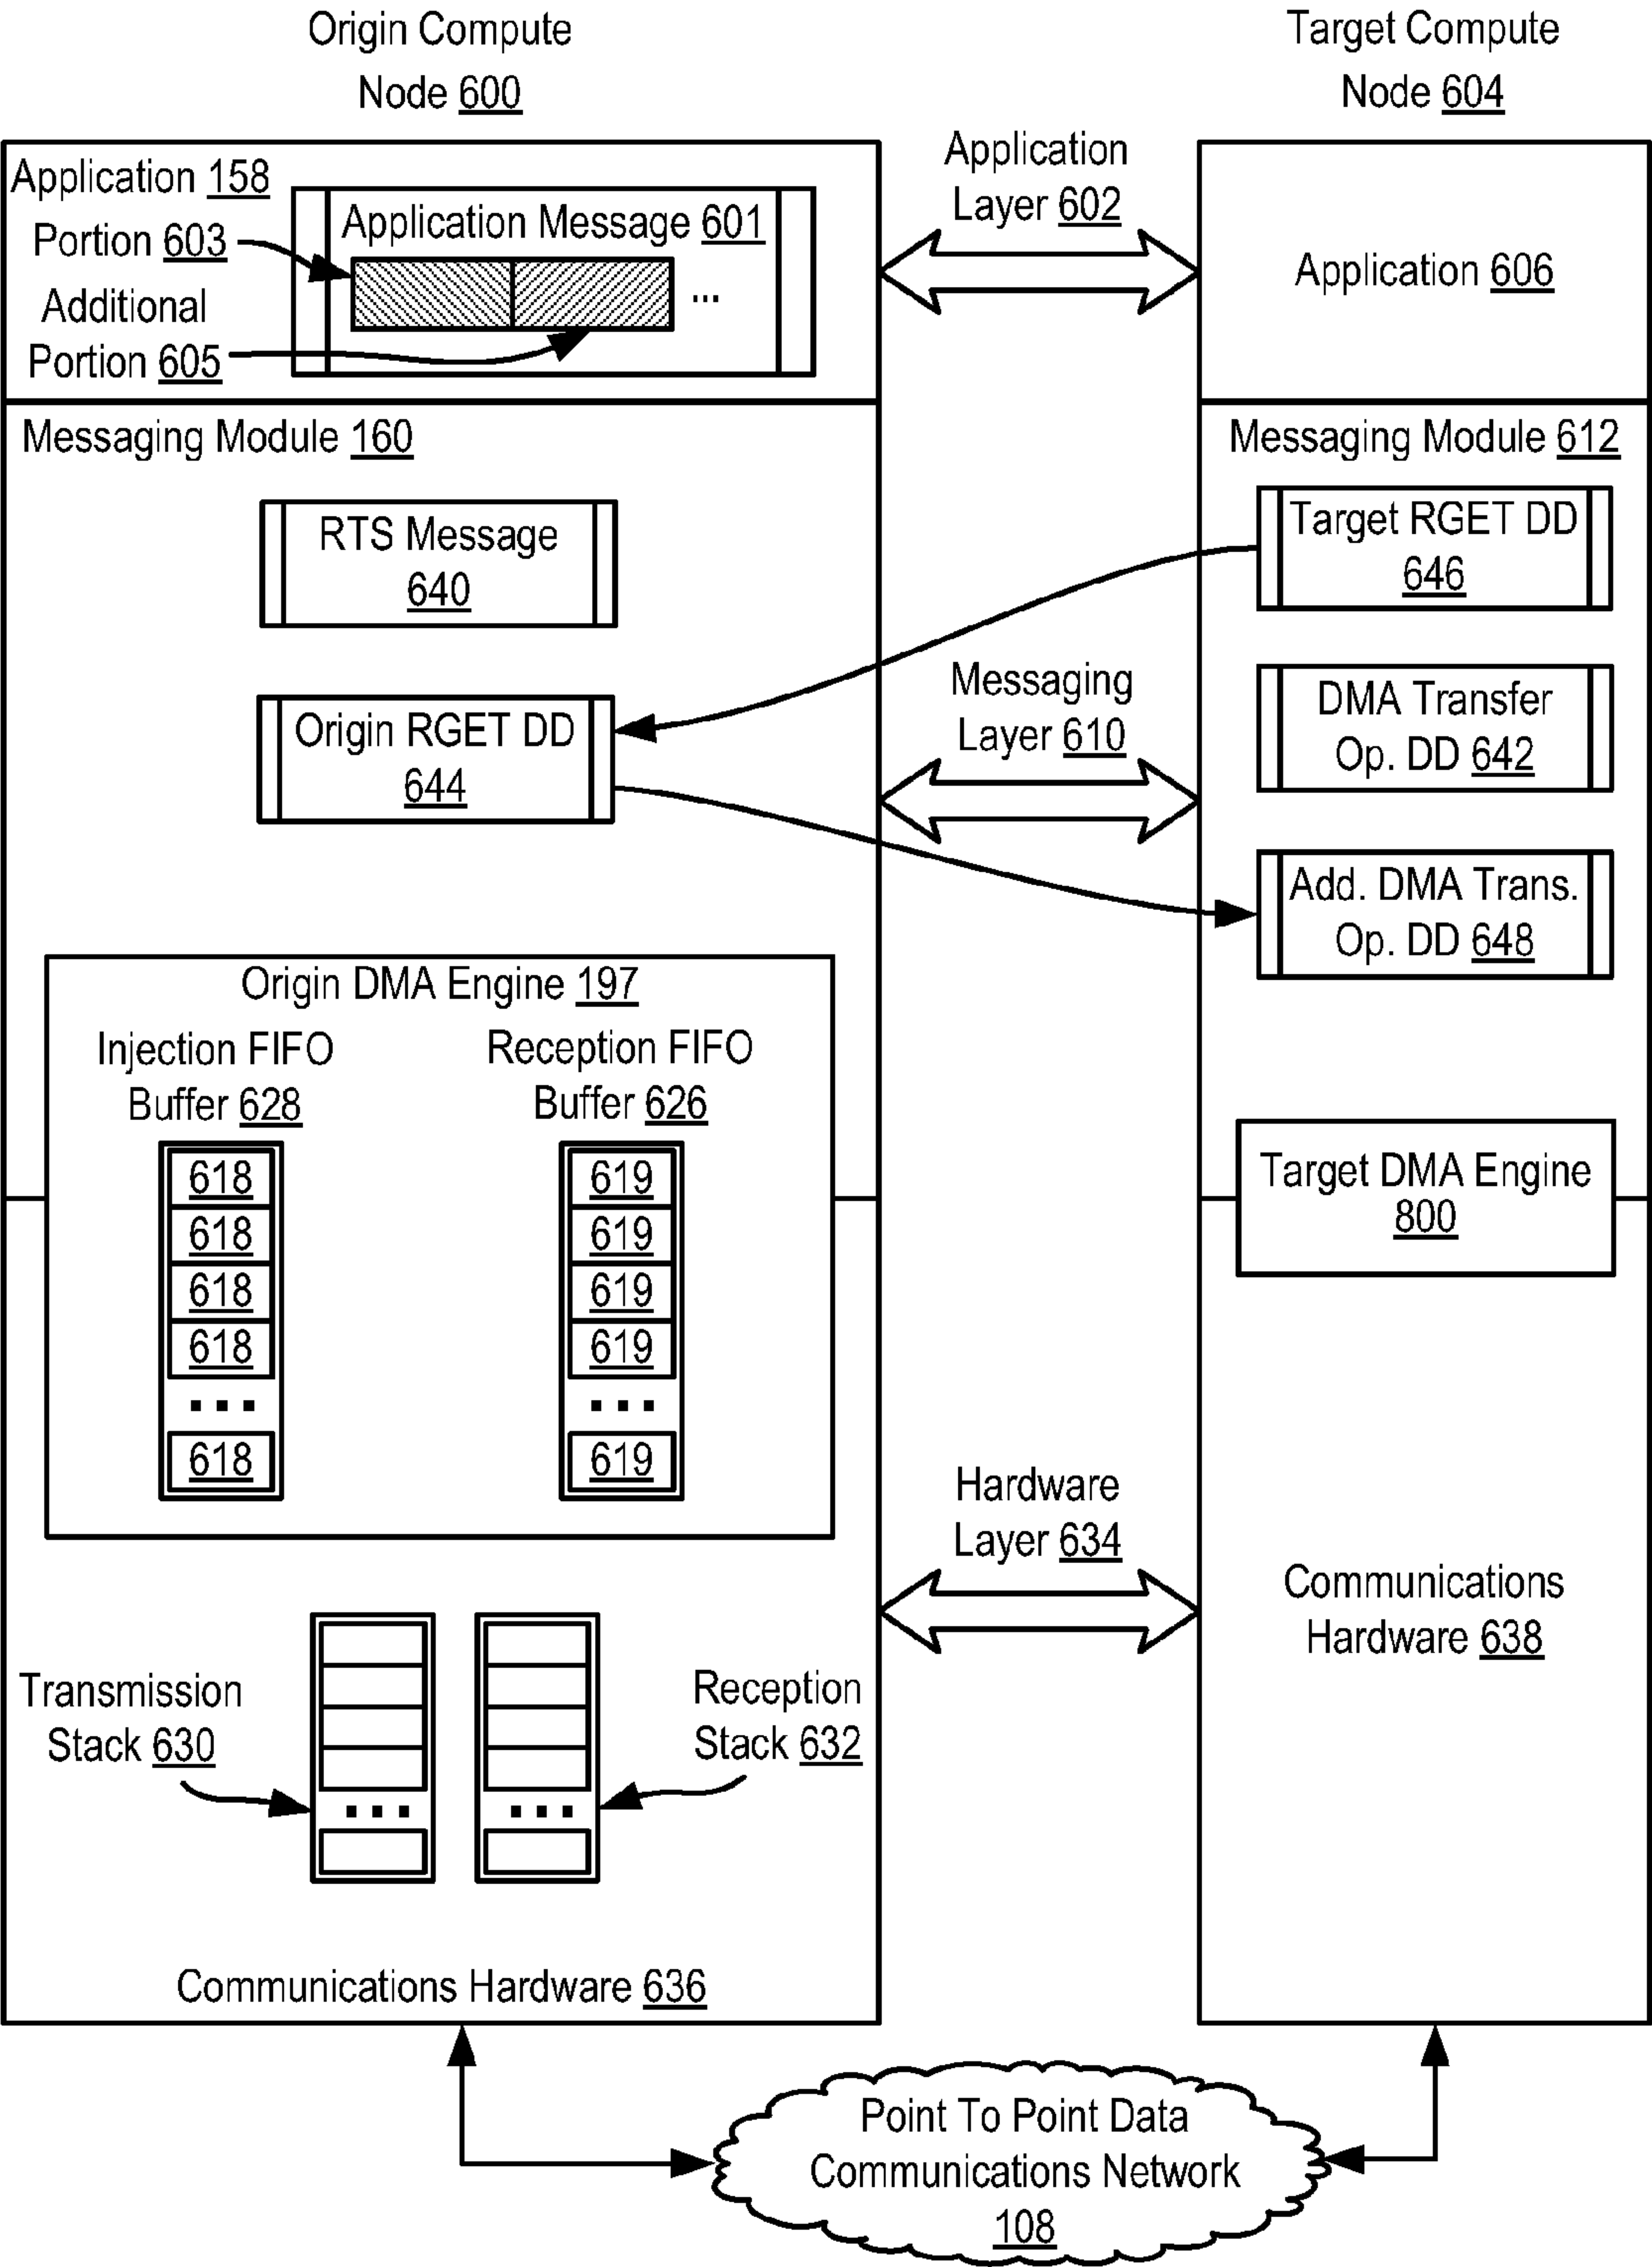 Origin Compute
Node 600
Target Compute
Node 604
Application 158
Portion 603
Additional
Portion 605
Application Message 601
...
Application
Layer 602
Application 606
Messaging Module 160
RTS Message
640
Origin RGET DD
644
Messaging
Layer 610
Messaging Module 612
Target RGET DD
646
DMA Transfer
Op. DD 642
Add. DMA Trans.
Op. DD 648
Origin DMA Engine 197
Injection FIFO
Buffer 628
618
618
618
618
...
618
Reception FIFO
Buffer 626
619
619
619
619
...
619
Target DMA Engine
800
Hardware
Layer 634
Communications
Hardware 638
Transmission
Stack 630
...
...
Reception
Stack 632
Communications Hardware 636
Point To Point Data
Communications Network
108